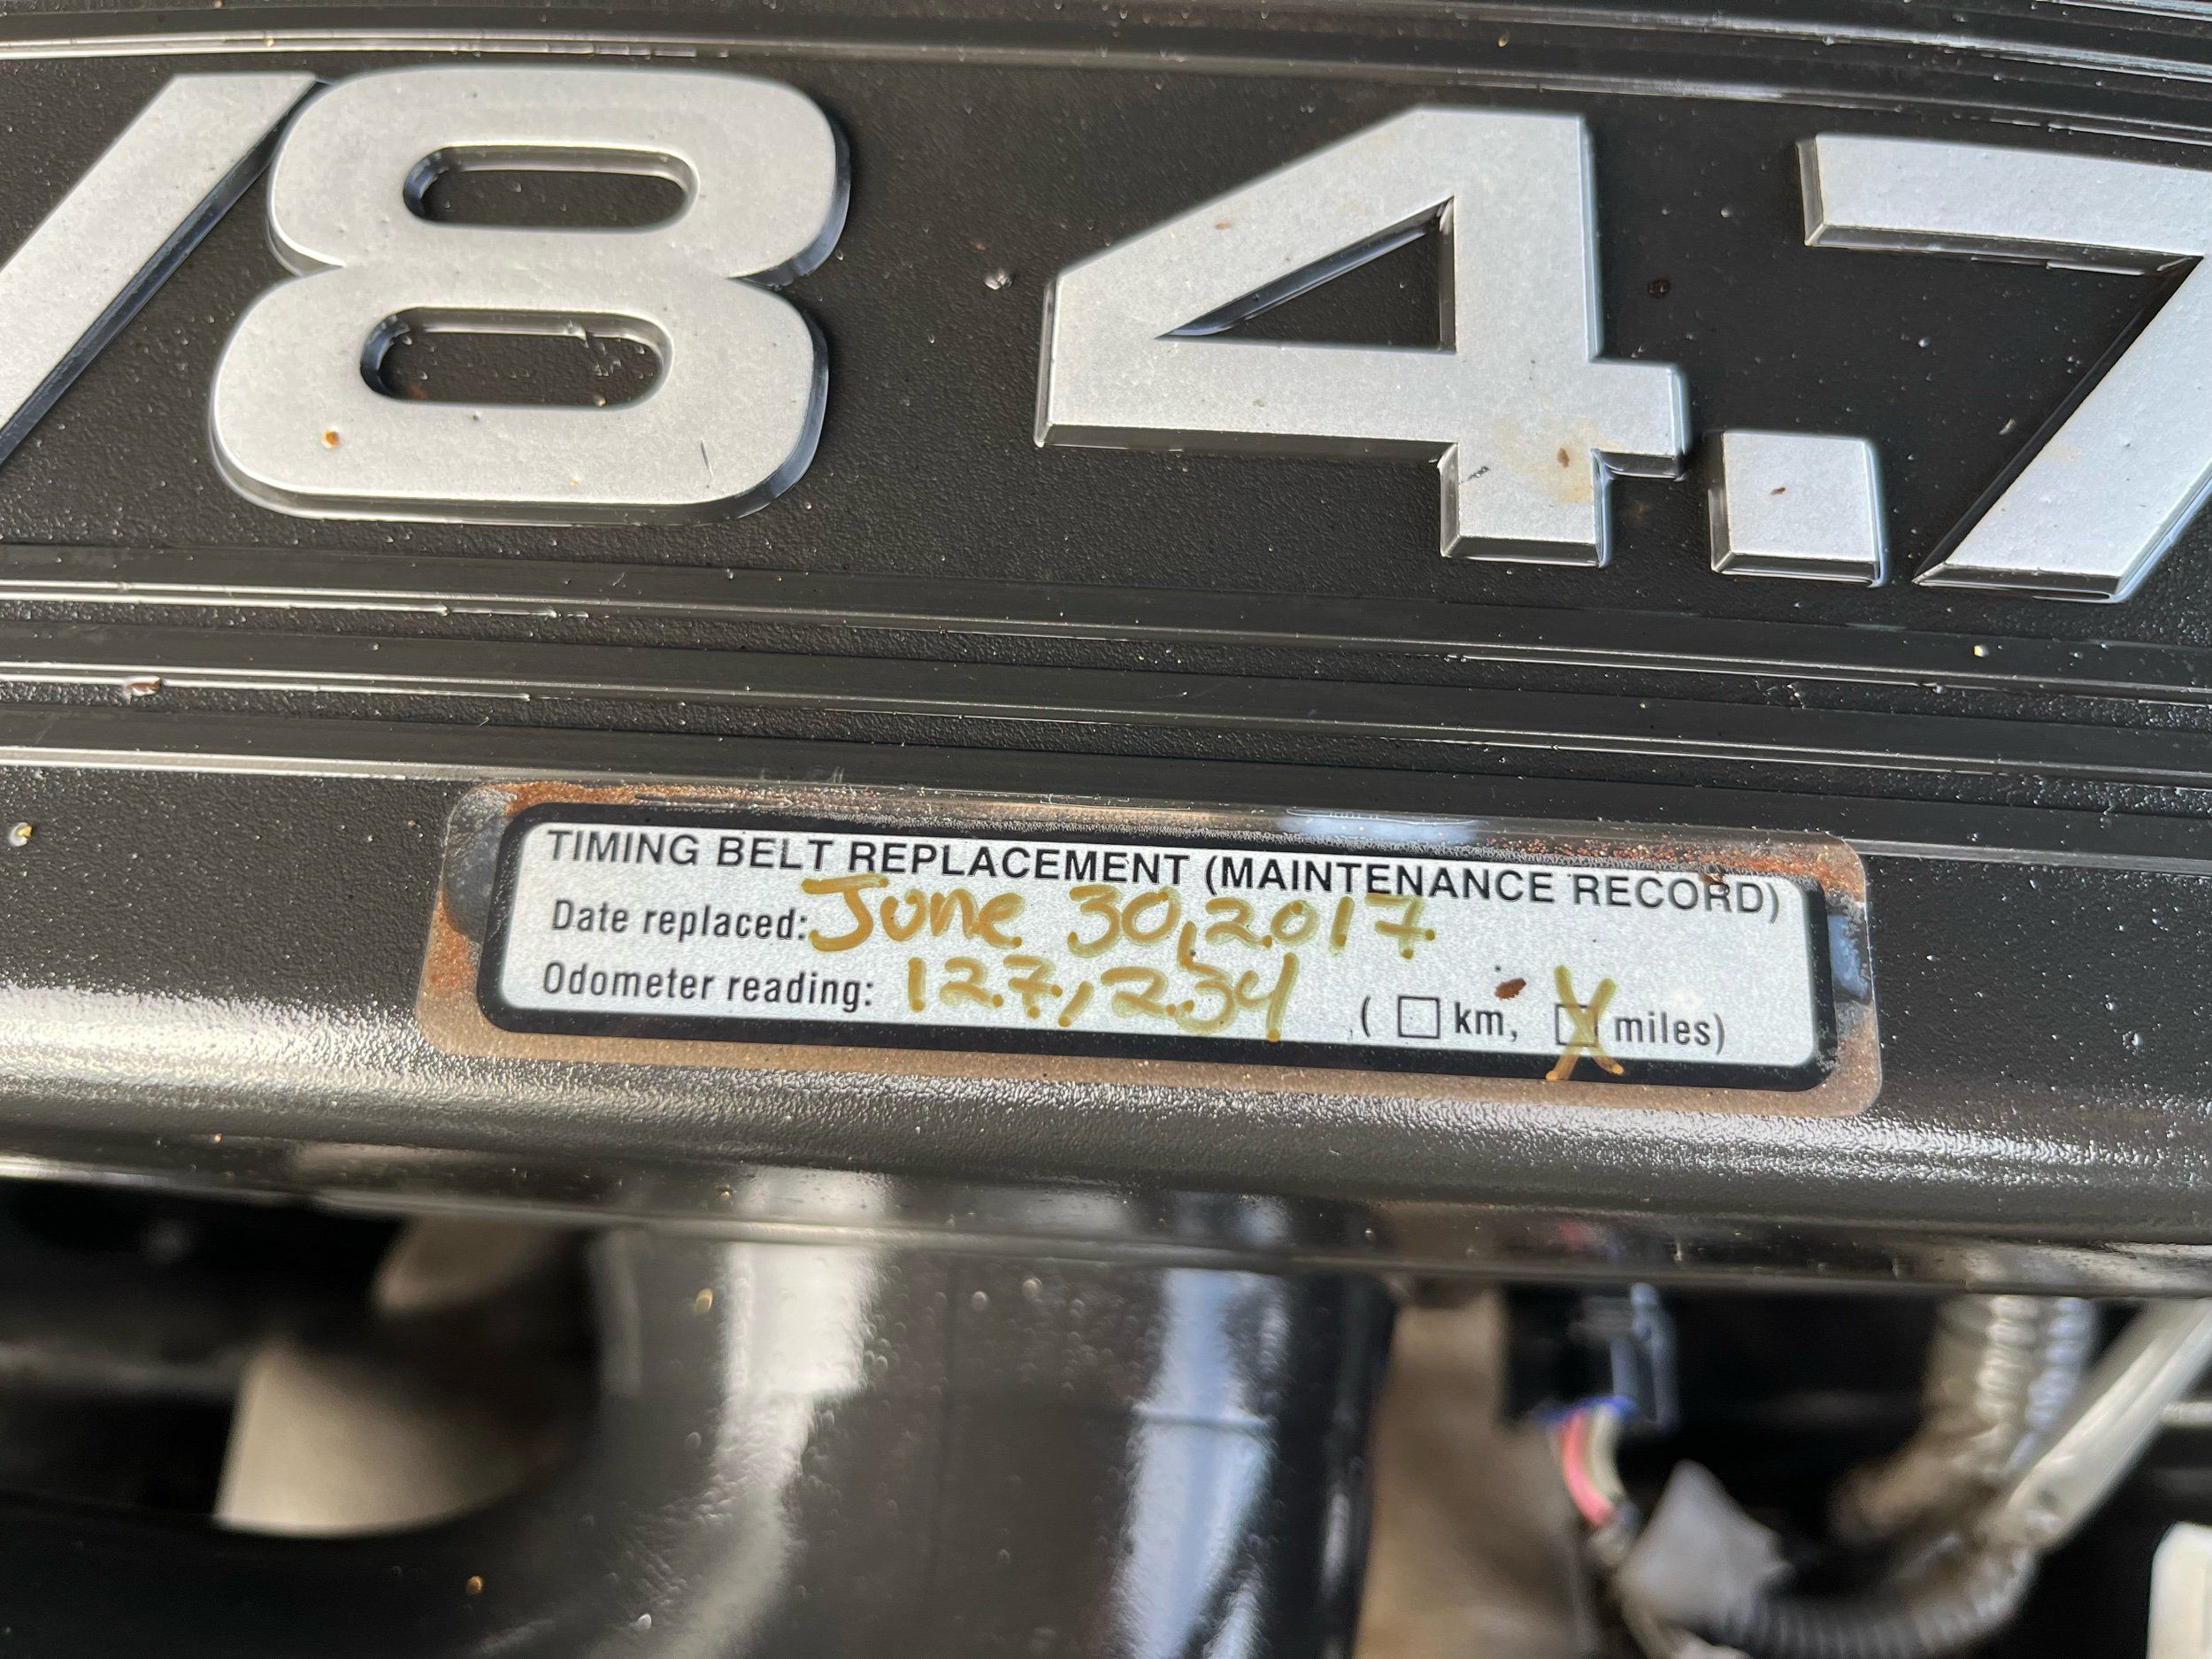 V8 4.7
TIMING BELT REPLACEMENT (MAINTENANCE RECORD)
Date replaced: June 30, 2017
Odometer reading: 127,234 ( □ km, ☒ miles)